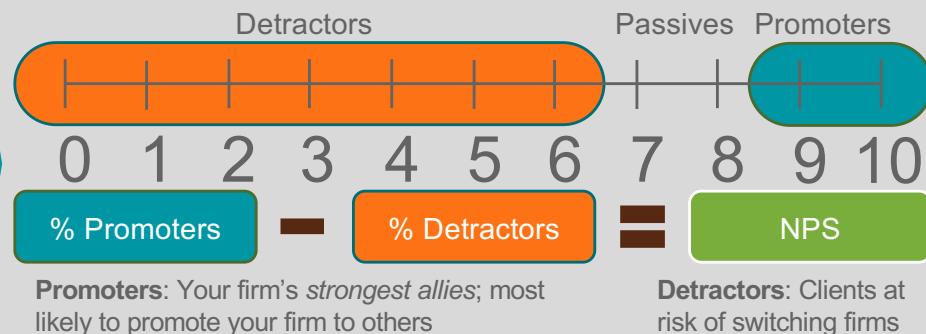 Detractors Passives Promoters
0 1 2 3 4 5 6 7 8 9 10
% Promoters - % Detractors = NPS
Promoters: Your firm's strongest allies; most
likely to promote your firm to others
Detractors: Clients at
risk of switching firms